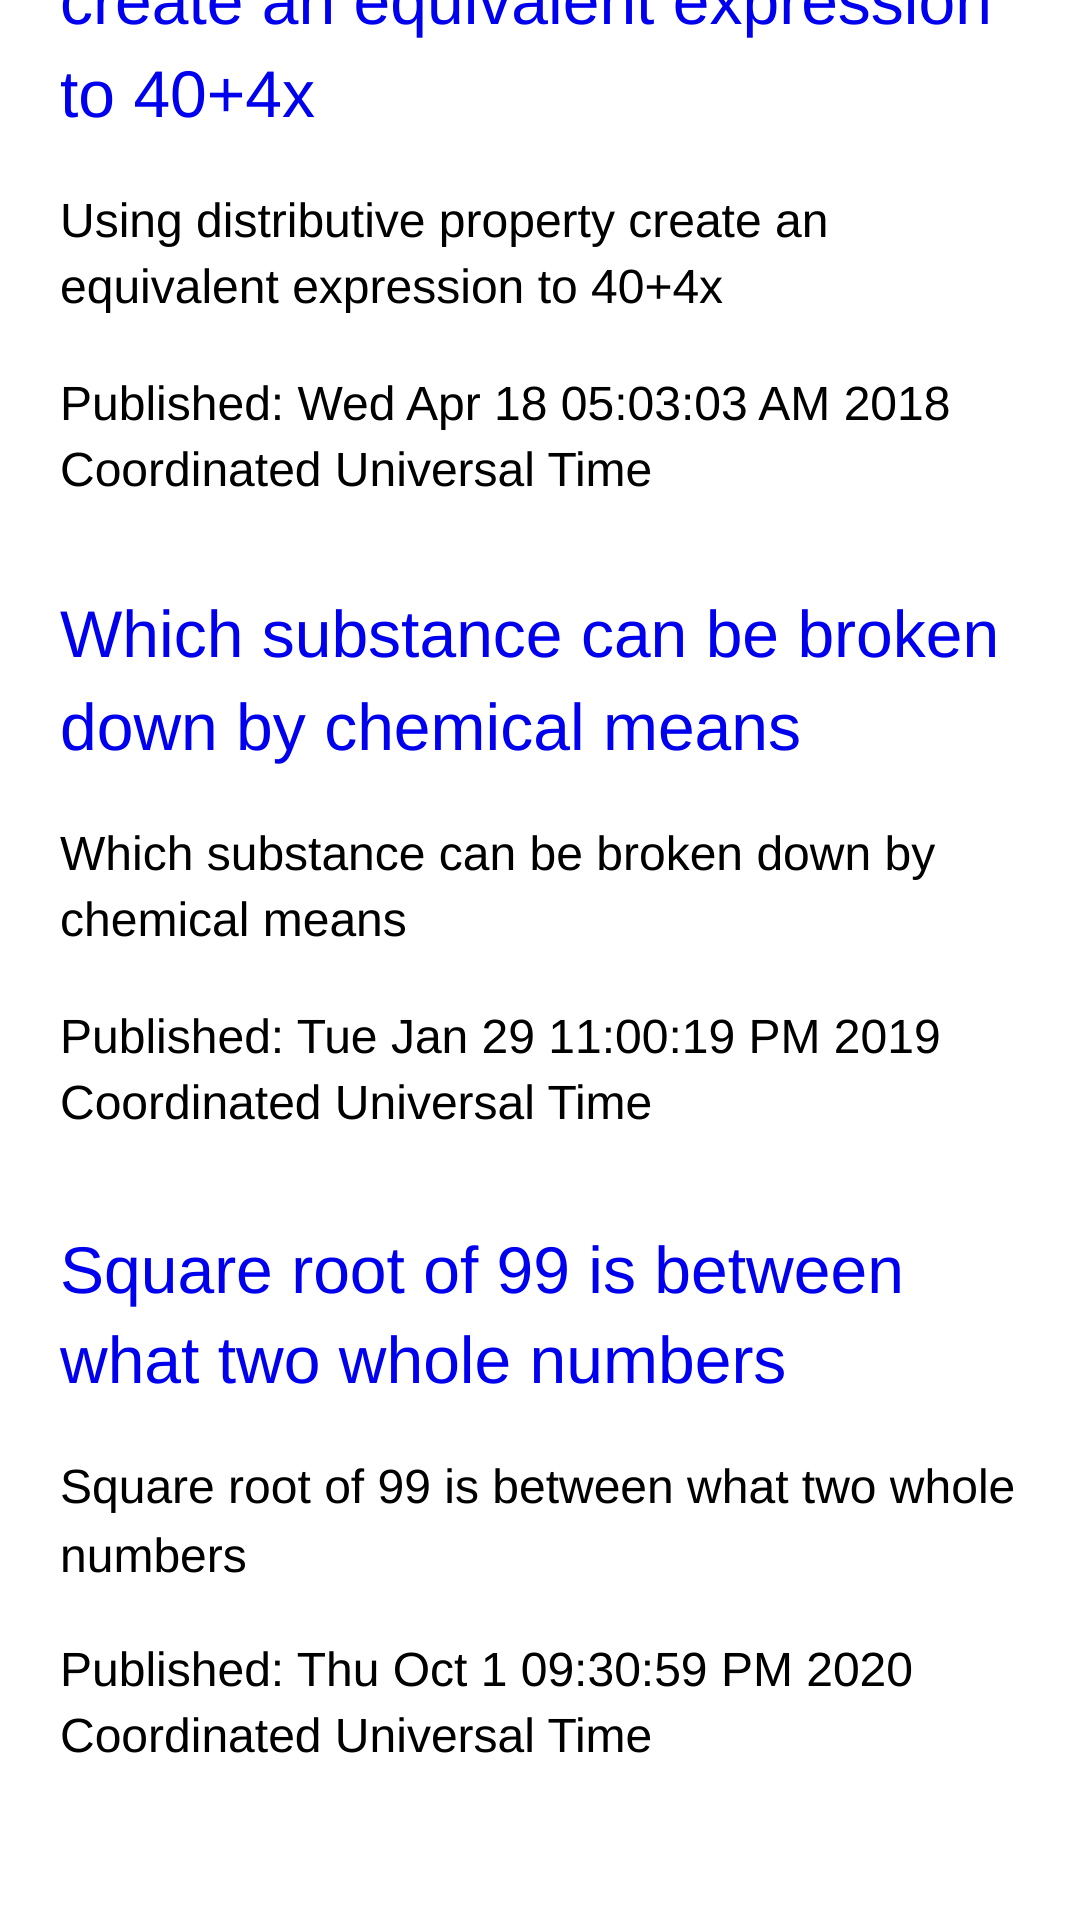 create an equivalent expression
to 40+4x
Using distributive property create an
equivalent expression to 40+4x
Published: Wed Apr 18 05:03:03 AM 2018
Coordinated Universal Time
Which substance can be broken
down by chemical means
Which substance can be broken down by
chemical means
Published: Tue Jan 29 11:00:19 PM 2019
Coordinated Universal Time
Square root of 99 is between
what two whole numbers
Square root of 99 is between what two whole
numbers
Published: Thu Oct 1 09:30:59 PM 2020
Coordinated Universal Time